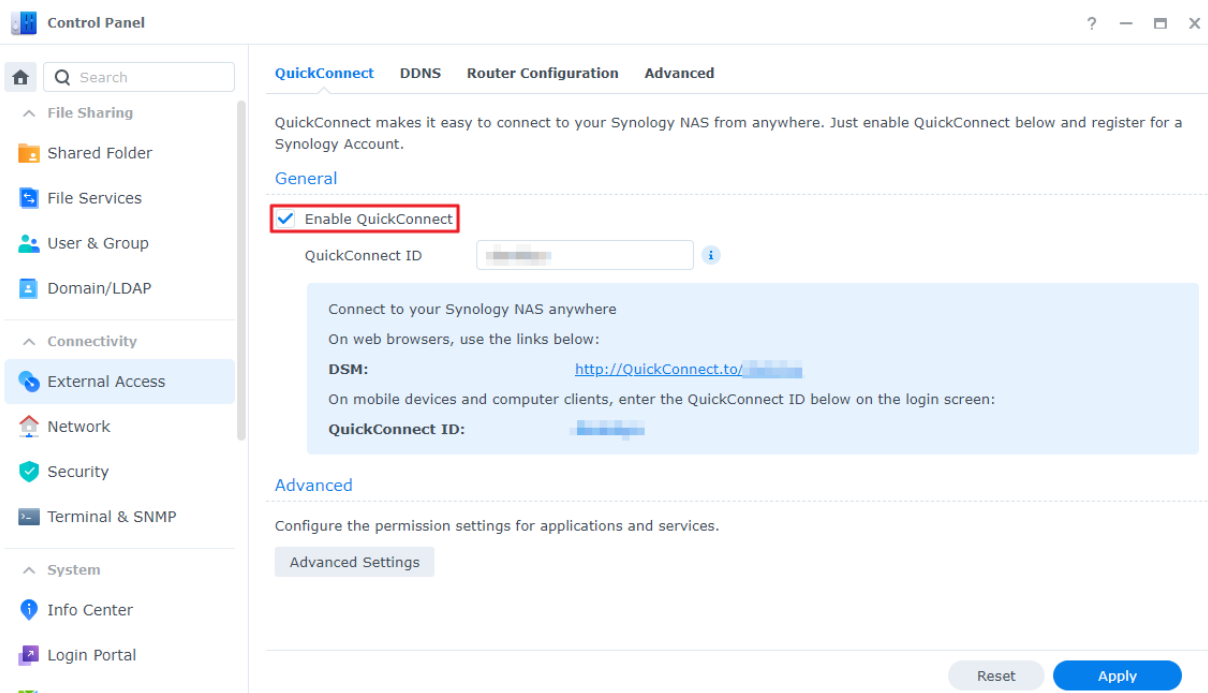 Control Panel
?
Search
File Sharing
Shared Folder
File Services
User & Group
Domain/LDAP
Connectivity
External Access
Network
Security
Terminal & SNMP
System
Info Center
Login Portal
QuickConnect DDNS Router Configuration Advanced
QuickConnect makes it easy to connect to your Synology NAS from anywhere. Just enable QuickConnect below and register for a
Synology Account.
General
Enable QuickConnect
QuickConnect ID
Connect to your Synology NAS anywhere
On web browsers, use the links below:
DSM: http://QuickConnect.to/
On mobile devices and computer clients, enter the QuickConnect ID below on the login screen:
QuickConnect ID:
Advanced
Configure the permission settings for applications and services.
Advanced Settings
Reset Apply